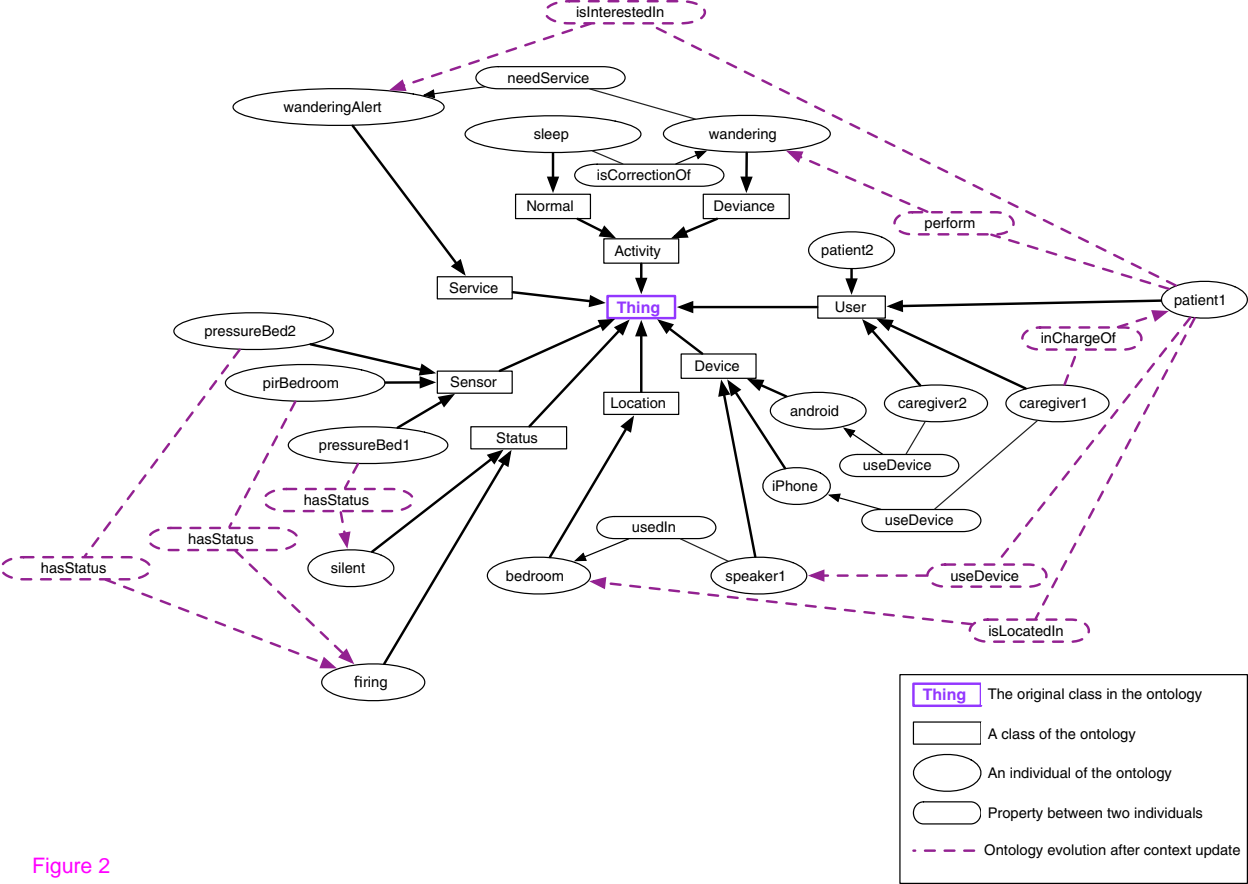 isInterestedIn
needService
wanderingAlert
sleep
wandering
isCorrectionOf
Normal
Deviance
perform
Activity
patient2
Service
Thing
User
patient1
pressureBed2
inChargeOf
Device
pirBedroom
Sensor
Location
android
caregiver2
caregiver1
pressureBed1
Status
useDevice
iPhone
hasStatus
useDevice
usedIn
hasStatus
hasStatus
silent
bedroom
speaker1
useDevice
isLocatedIn
firing
Thing The original class in the ontology
A class of the ontology
An individual of the ontology
Property between two individuals
Ontology evolution after context update
Figure 2